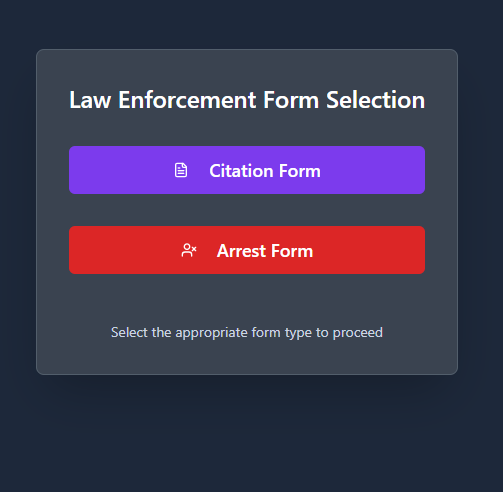 Law Enforcement Form Selection
Citation Form
Arrest Form
Select the appropriate form type to proceed